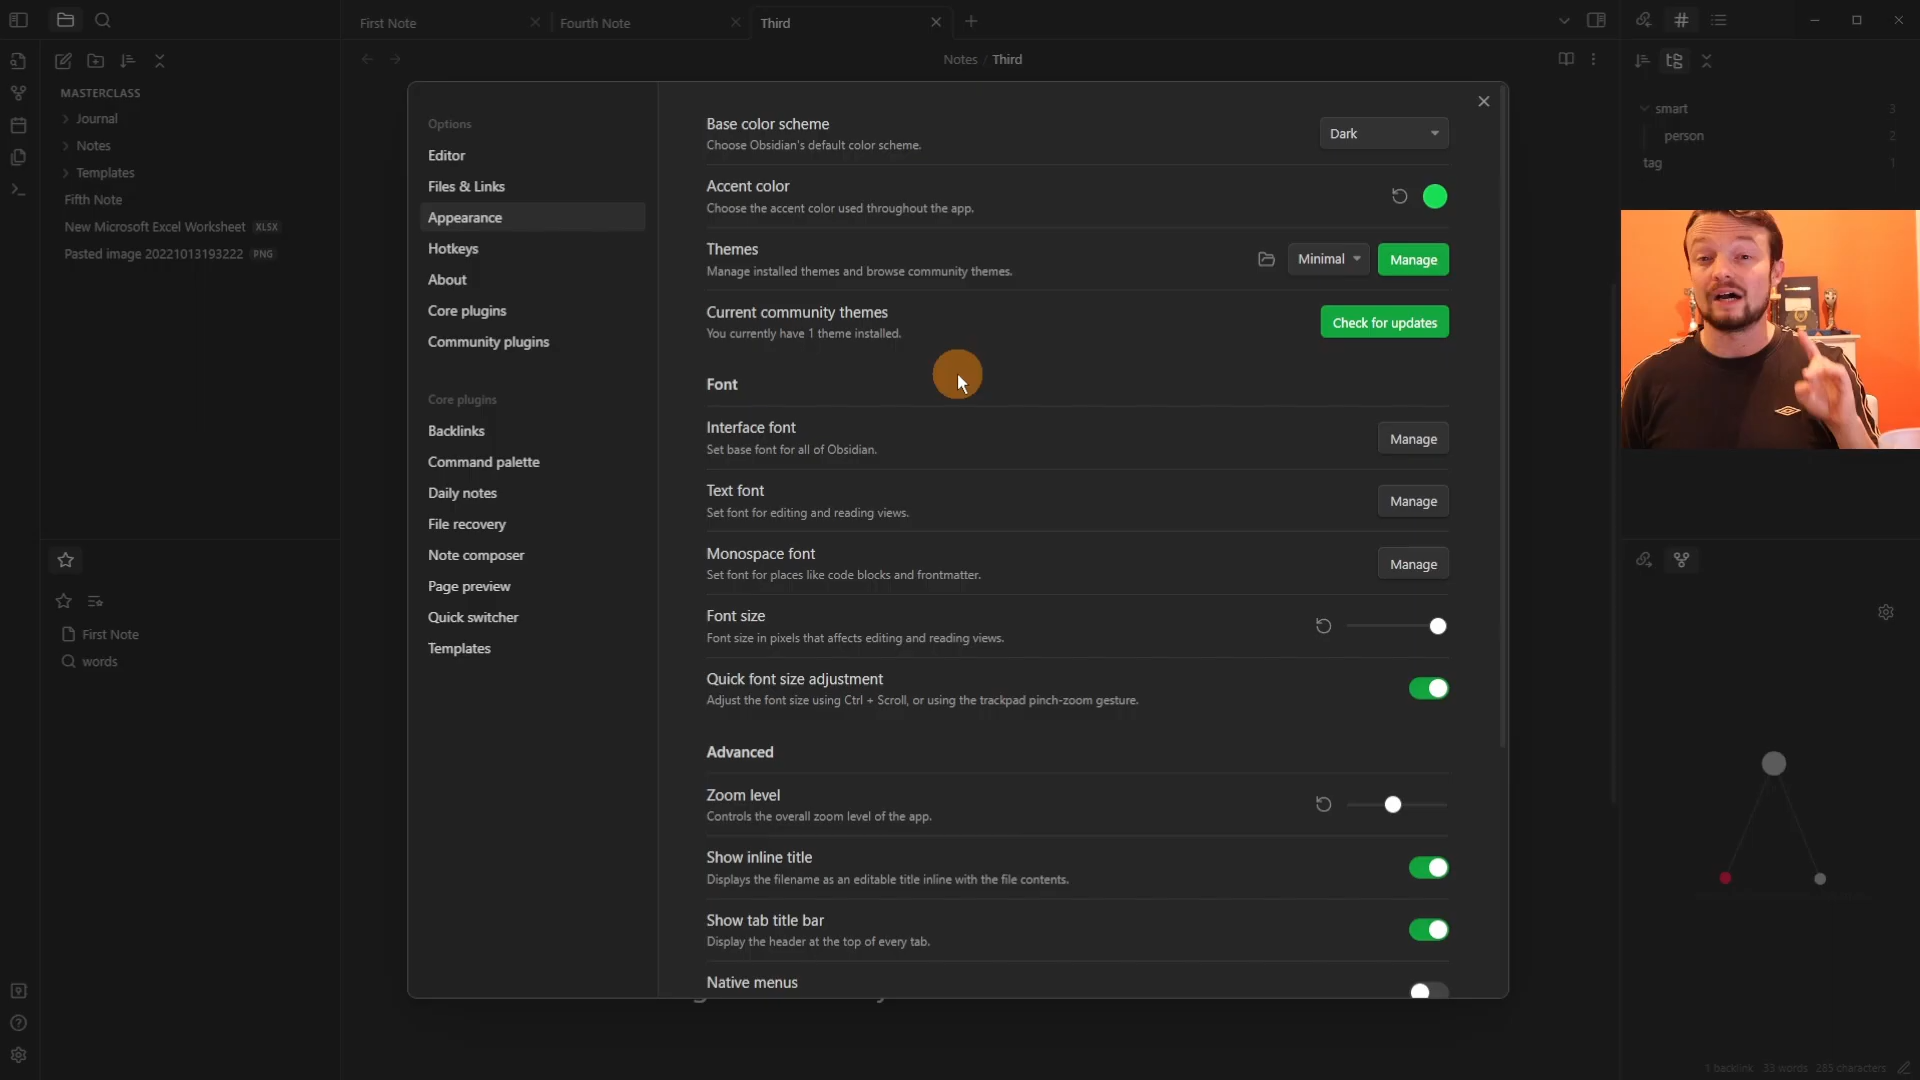 First Note
Fourth Note
Third
Notes / Third
MASTERCLASS
Journal
Notes
Templates
Fifth Note
New Microsoft Excel Worksheet XLSX
Pasted image 20221013193222 PNG
First Note
words
Options
Editor
Files & Links
Appearance
Hotkeys
About
Core plugins
Community plugins
Core plugins
Backlinks
Command palette
Daily notes
File recovery
Note composer
Page preview
Quick switcher
Templates
Base color scheme
Choose Obsidian's default color scheme.
Dark
Accent color
Choose the accent color used throughout the app.
Themes
Manage installed themes and browse community themes.
Minimal
Manage
Current community themes
You currently have 1 theme installed.
Check for updates
Font
Interface font
Set base font for all of Obsidian.
Manage
Text font
Set font for editing and reading views.
Manage
Monospace font
Set font for places like code blocks and frontmatter.
Manage
Font size
Font size in pixels that affects editing and reading views.
Quick font size adjustment
Adjust the font size using Ctrl + Scroll, or using the trackpad pinch-zoom gesture.
Advanced
Zoom level
Controls the overall zoom level of the app.
Show inline title
Displays the filename as an editable title inline with the file contents.
Show tab title bar
Display the header at the top of every tab.
Native menus
smart 3
person 2
tag 1
1 backlink 33 words 285 characters